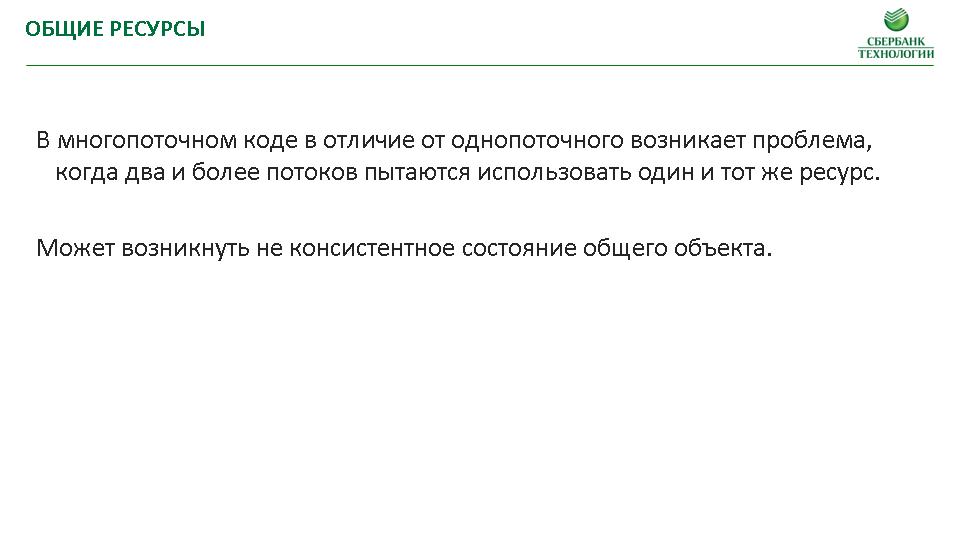 ОБЩИЕ РЕСУРСЫ
СБЕРБАНК
ТЕХНОЛОГИИ
В многопоточном коде в отличие от однопоточного возникает проблема,
когда два и более потоков пытаются использовать один и тот же ресурс.
Может возникнуть не консистентное состояние общего объекта.